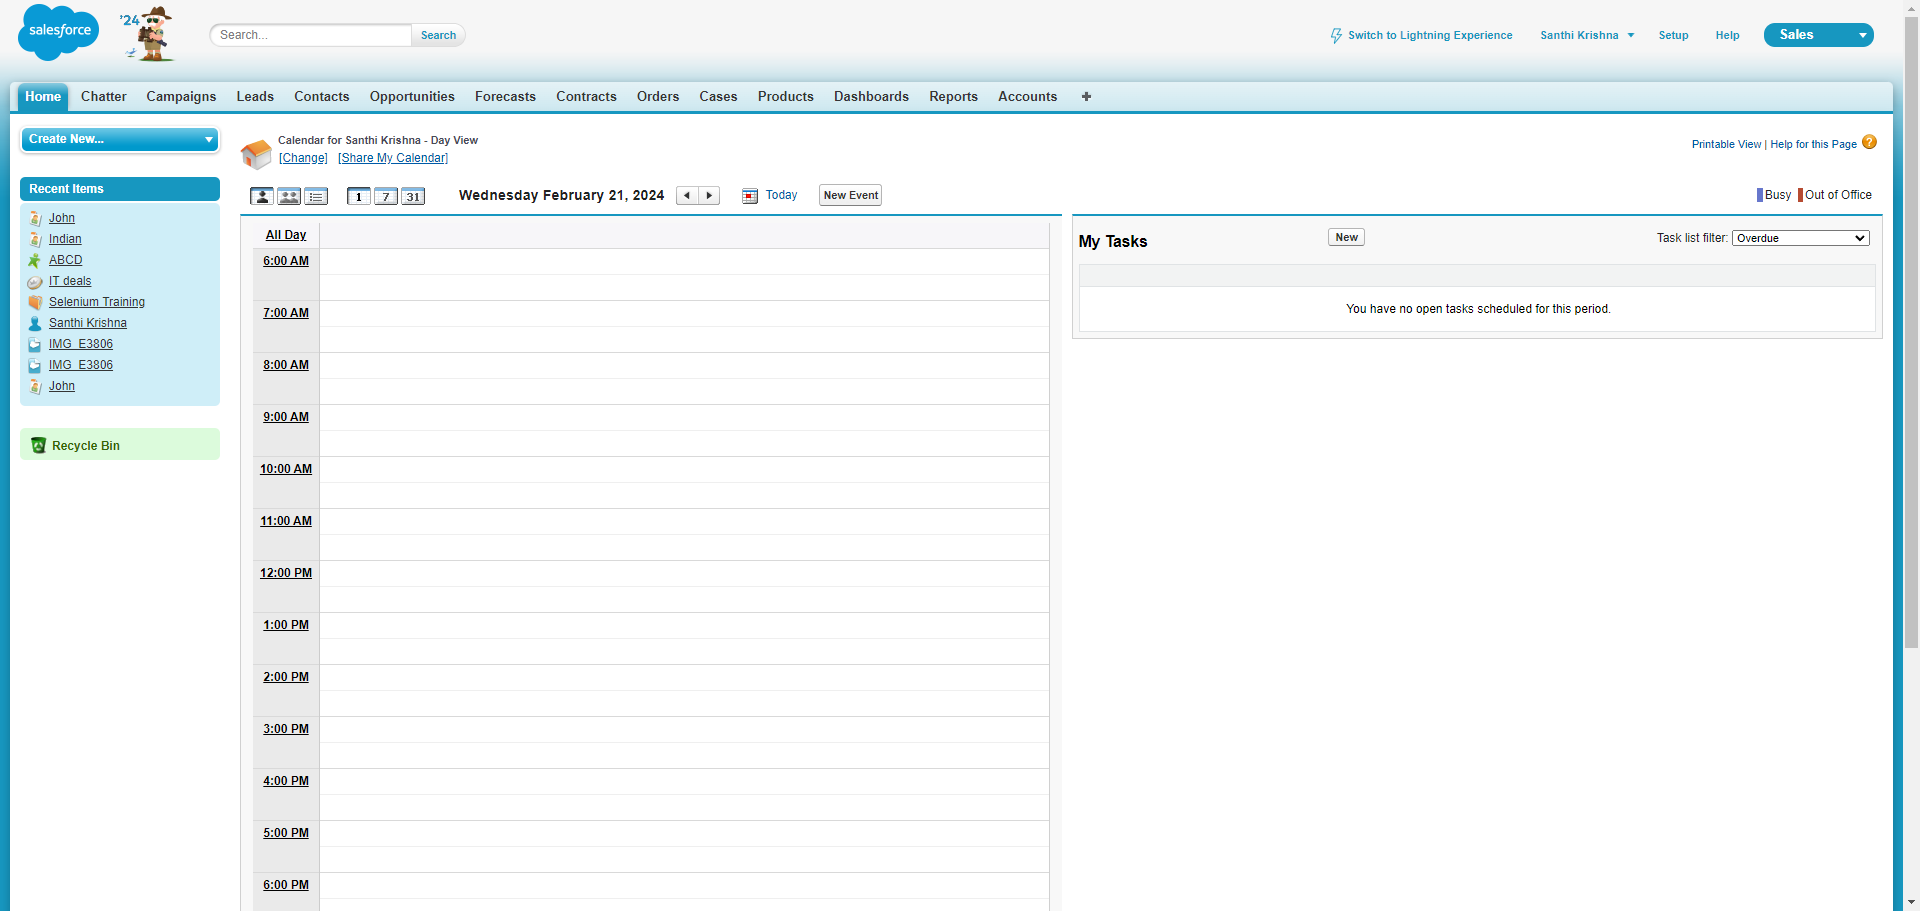 salesforce
'24
Search...
Search
Switch to Lightning Experience
Santhi Krishna
Setup
Help
Sales
Home
Chatter
Campaigns
Leads
Contacts
Opportunities
Forecasts
Contracts
Orders
Cases
Products
Dashboards
Reports
Accounts
+
Create New...
Recent Items
John
Indian
ABCD
IT deals
Selenium Training
Santhi Krishna
IMG_E3806
IMG_E3806
John
Recycle Bin
Calendar for Santhi Krishna - Day View
[Change] [Share My Calendar]
Printable View | Help for this Page ?
1 7 31
Wednesday February 21, 2024
Today
New Event
Busy Out of Office
All Day
6:00 AM
7:00 AM
8:00 AM
9:00 AM
10:00 AM
11:00 AM
12:00 PM
1:00 PM
2:00 PM
3:00 PM
4:00 PM
5:00 PM
6:00 PM
My Tasks
New
Task list filter: Overdue
You have no open tasks scheduled for this period.